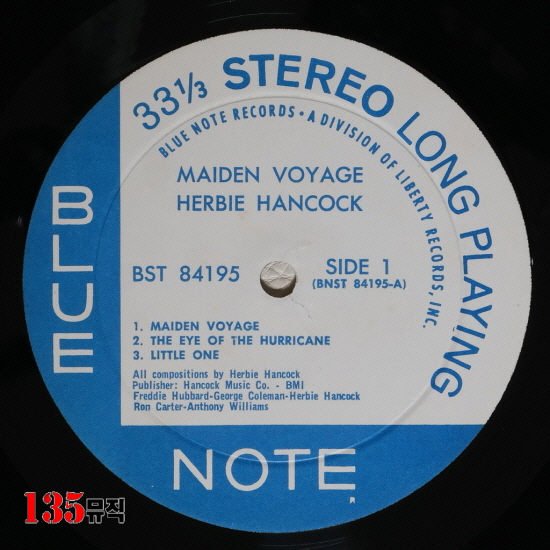 33⅓ STEREO LONG PLAYING
BLUE NOTE RECORDS • A DIVISION OF LIBERTY RECORDS, INC.
MAIDEN VOYAGE
HERBIE HANCOCK
BST 84195
SIDE 1
(BNST 84195-A)
1. MAIDEN VOYAGE
2. THE EYE OF THE HURRICANE
3. LITTLE ONE
All compositions by Herbie Hancock
Publisher: Hancock Music Co. - BMI
Freddie Hubbard-George Coleman-Herbie Hancock
Ron Carter-Anthony Williams
BLUE
NOTE
R
135뮤직